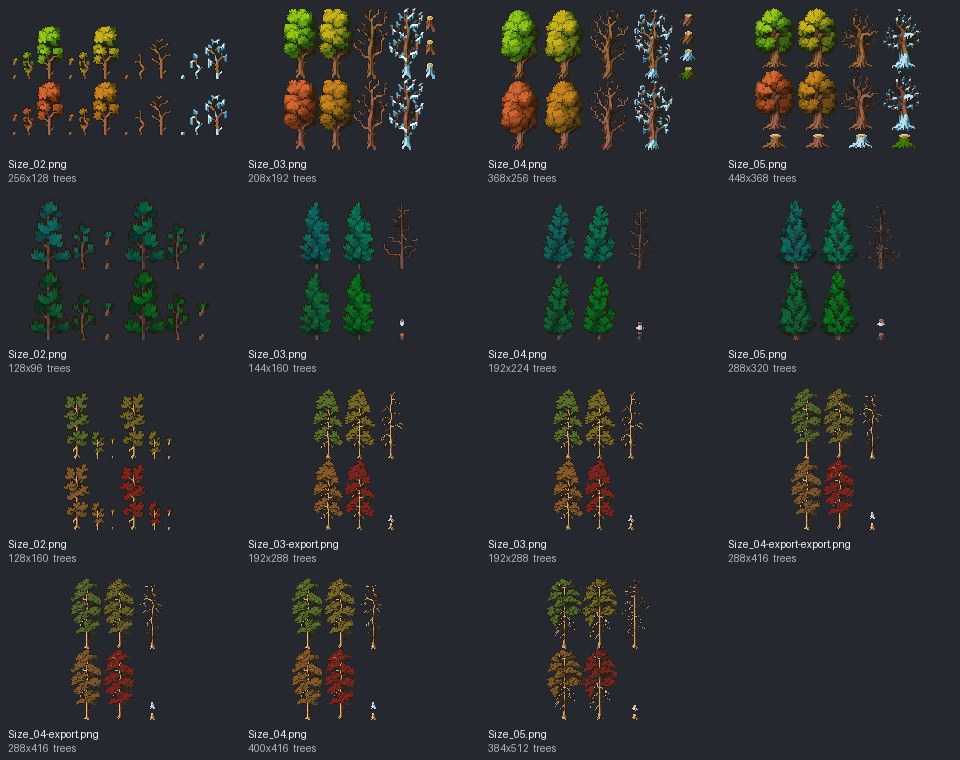 Size_02.png
256x128 trees
Size_03.png
208x192 trees
Size_04.png
368x256 trees
Size_05.png
448x368 trees
Size_02.png
128x96 trees
Size_03.png
144x160 trees
Size_04.png
192x224 trees
Size_05.png
288x320 trees
Size_02.png
128x160 trees
Size_03-export.png
192x288 trees
Size_03.png
192x288 trees
Size_04-export-export.png
288x416 trees
Size_04-export.png
288x416 trees
Size_04.png
400x416 trees
Size_05.png
384x512 trees